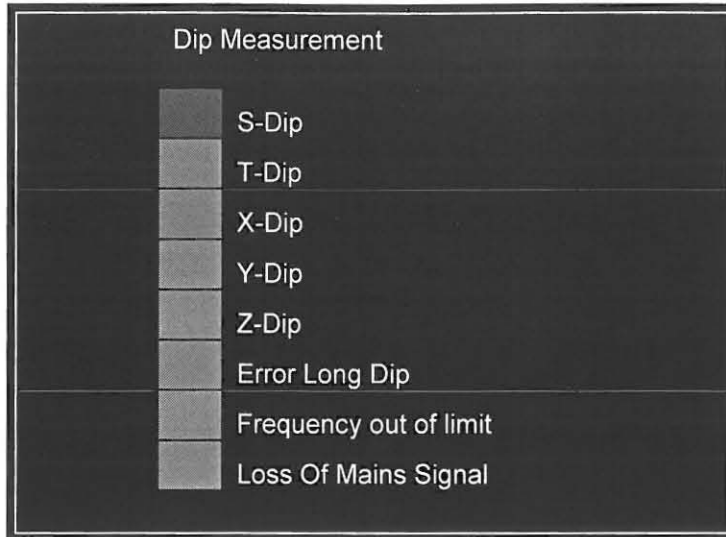 Dip Measurement
S-Dip
T-Dip
X-Dip
Y-Dip
Z-Dip
Error Long Dip
Frequency out of limit
Loss Of Mains Signal